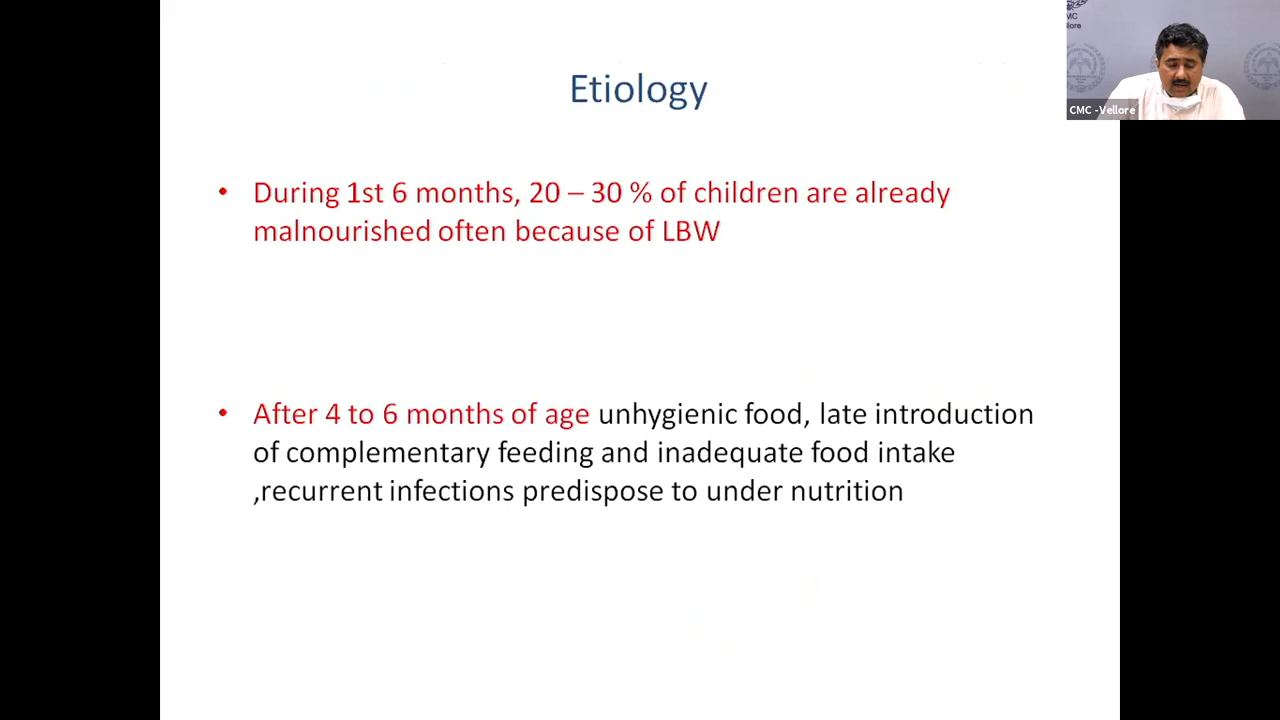 MC
llore
CMC -Vellore
Etiology
• During 1st 6 months, 20 – 30 % of children are already
malnourished often because of LBW
• After 4 to 6 months of age unhygienic food, late introduction
of complementary feeding and inadequate food intake
,recurrent infections predispose to under nutrition